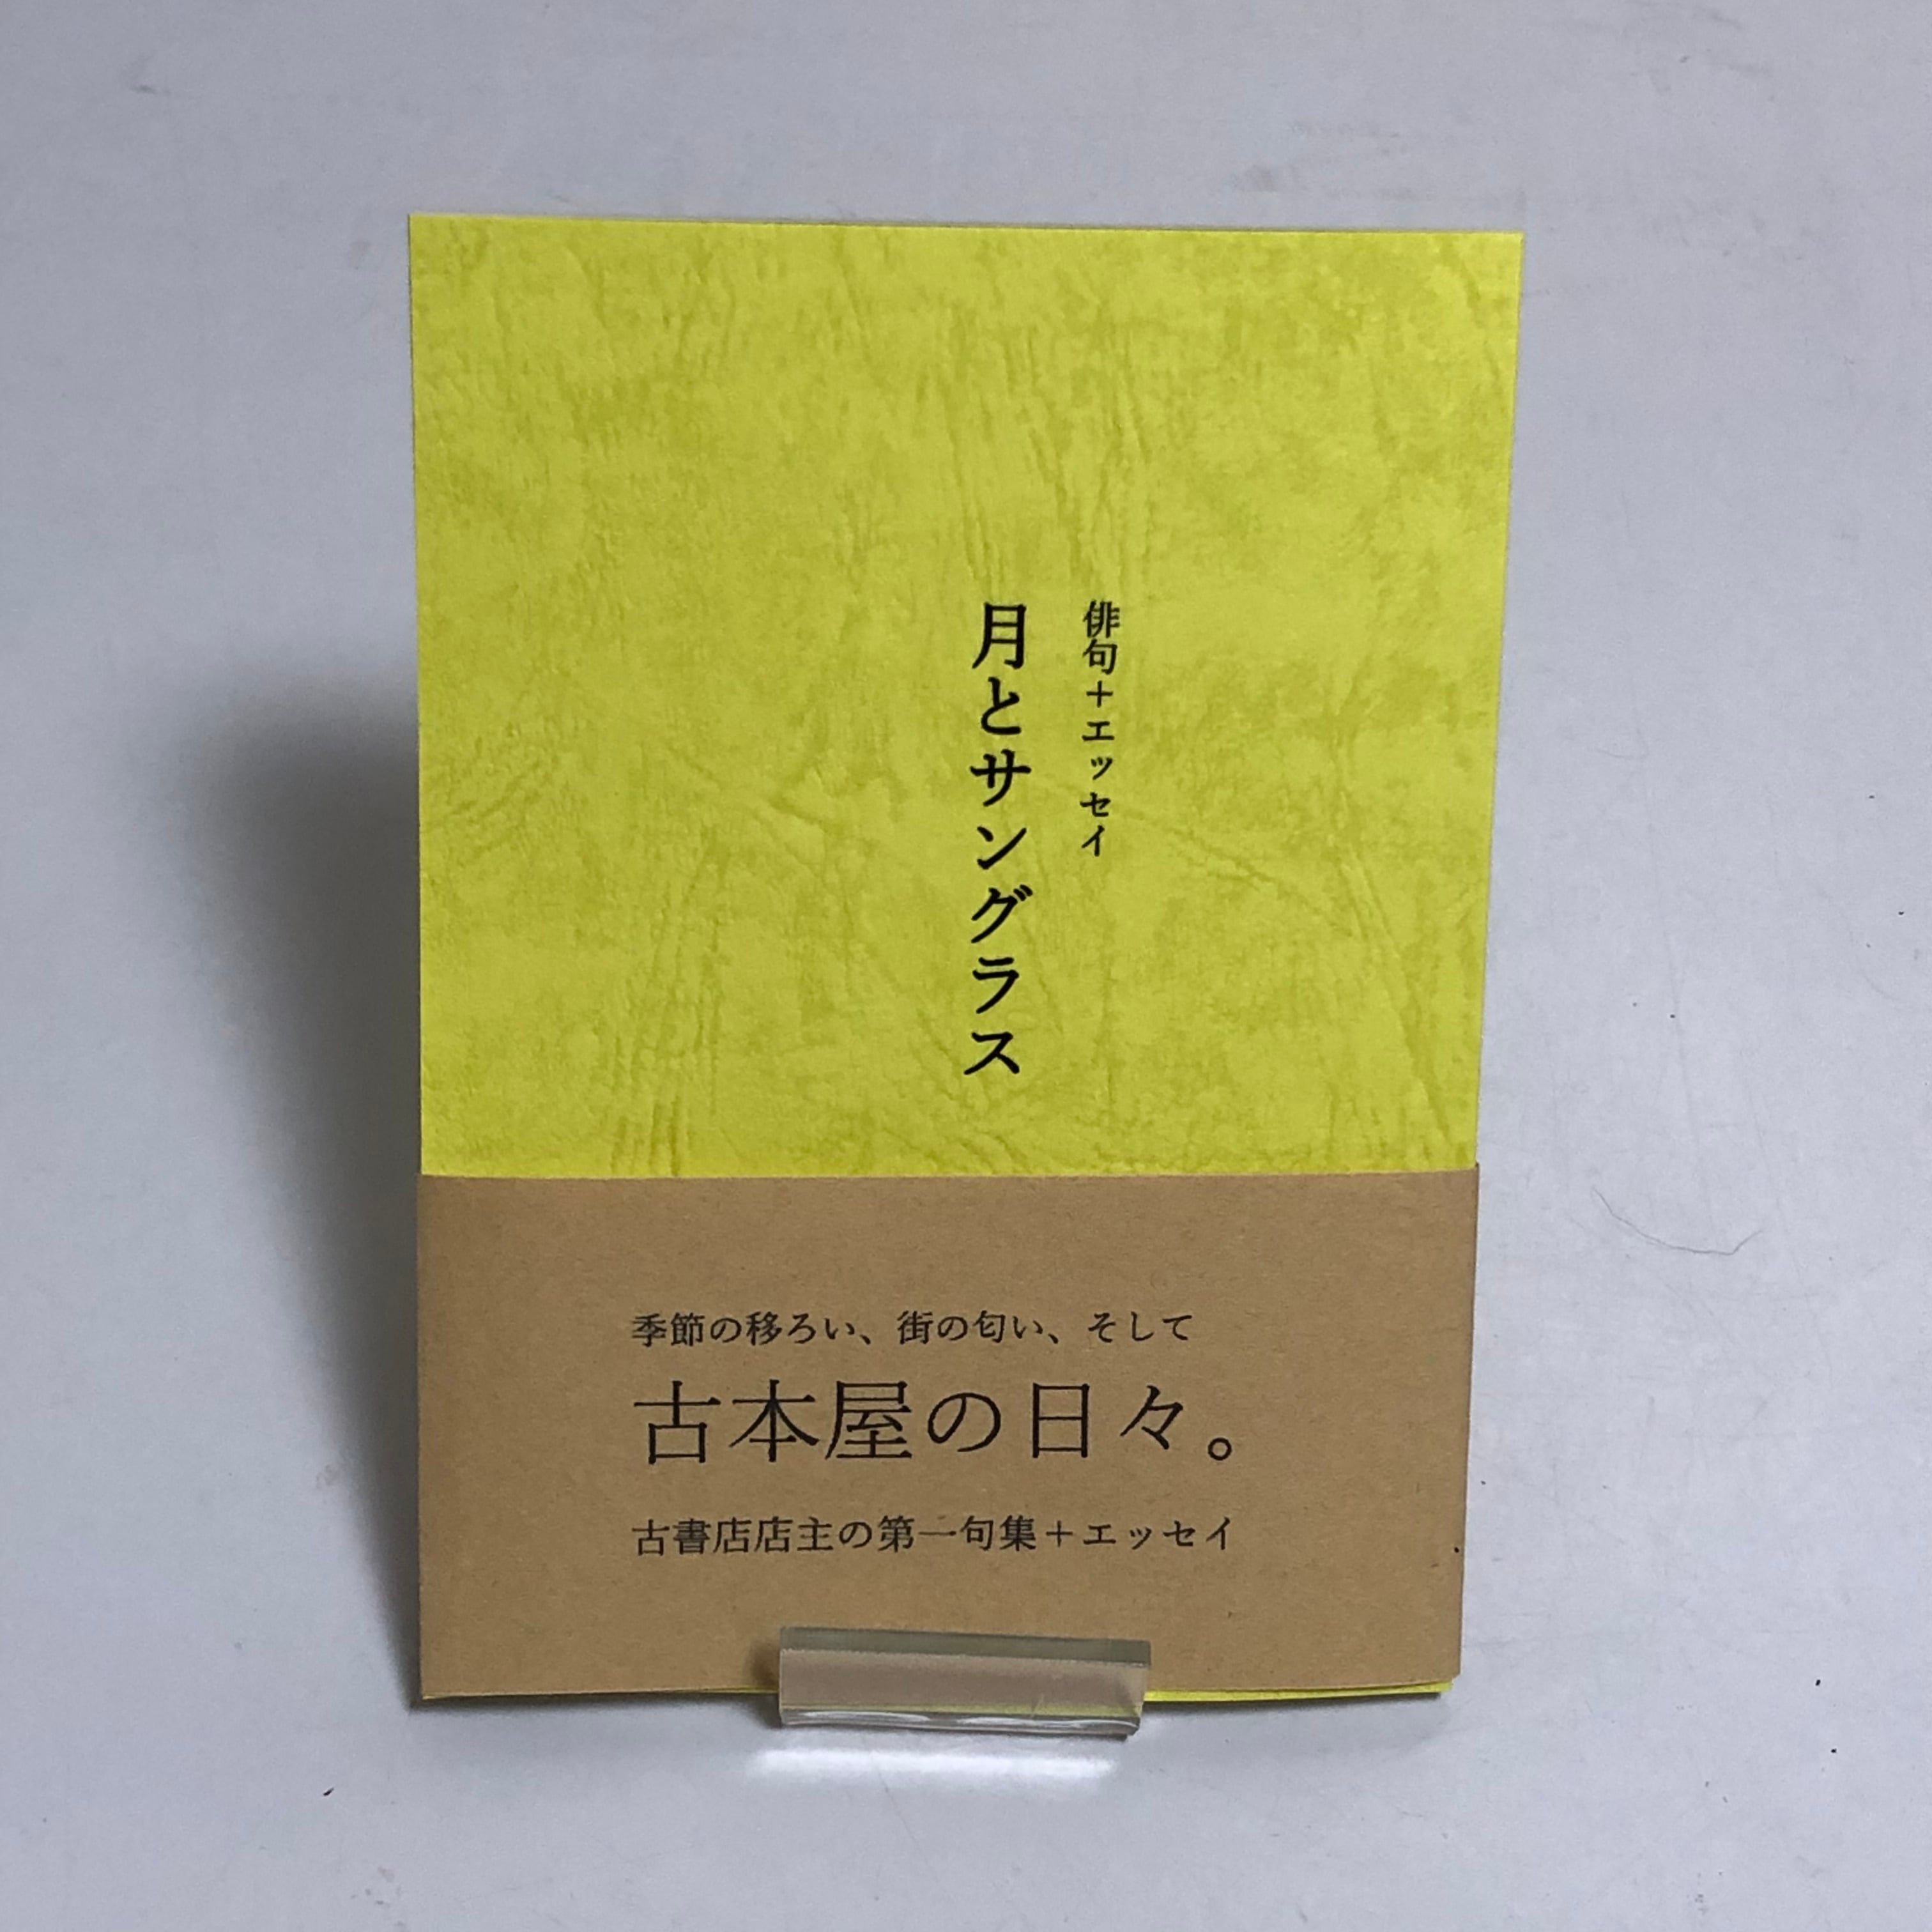 俳句＋エッセイ
月とサングラス
季節の移ろい、街の匂い、そして
古本屋の日々。
古書店店主の第一句集＋エッセイ